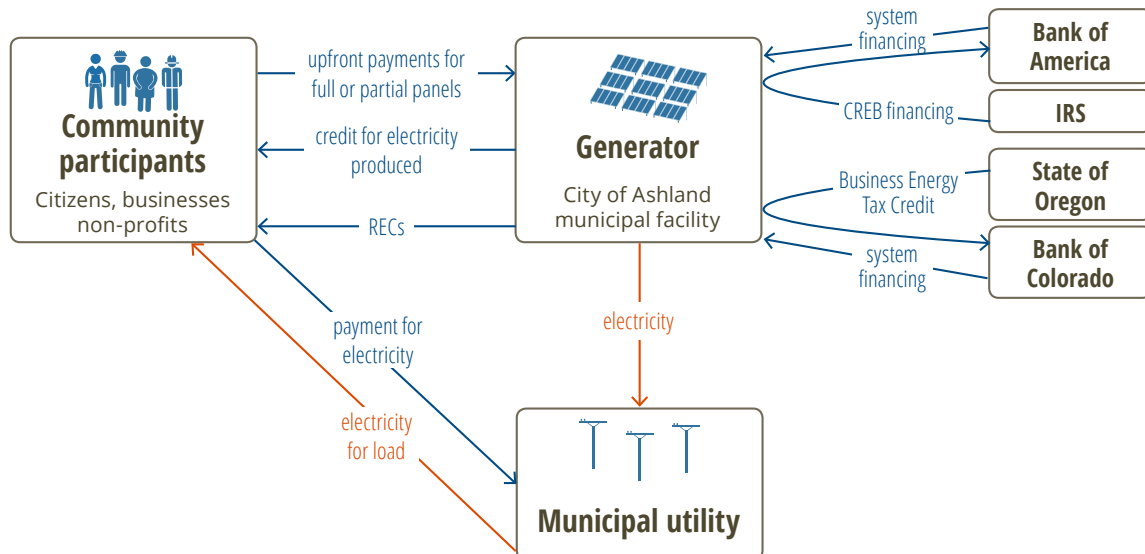 Community
participants
Citizens, businesses
non-profits
upfront payments for
full or partial panels
credit for electricity
produced
RECs
Generator
City of Ashland
municipal facility
system
financing
CREB financing
Bank of
America
IRS
Business Energy
Tax Credit
State of
Oregon
system
financing
Bank of
Colorado
payment for
electricity
electricity
for load
electricity
Municipal utility